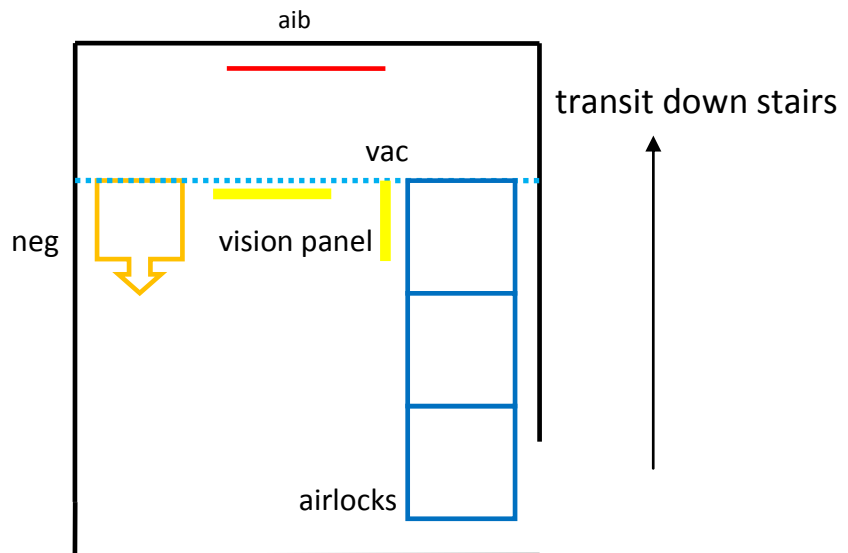 aib
transit down stairs
vac
neg
vision panel
airlocks